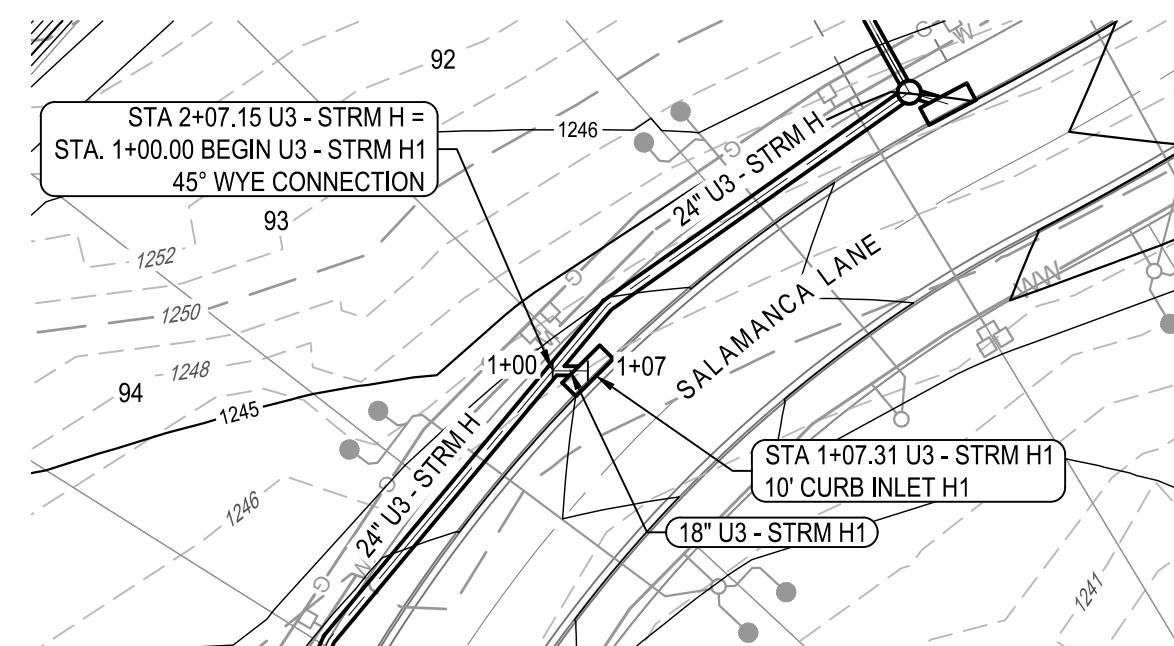 92
STA 2+07.15 U3 - STRM H =
STA. 1+00.00 BEGIN U3 - STRM H1
45° WYE CONNECTION
1246
G
W
24" U3 - STRM H
G
93
1252
1250
1248
94
1245
1246
G
W
1+00
1+07
SALAMANCA LANE
WW
24" U3 - STRM H
G
W
G
STA 1+07.31 U3 - STRM H1
10' CURB INLET H1
18" U3 - STRM H1
1241